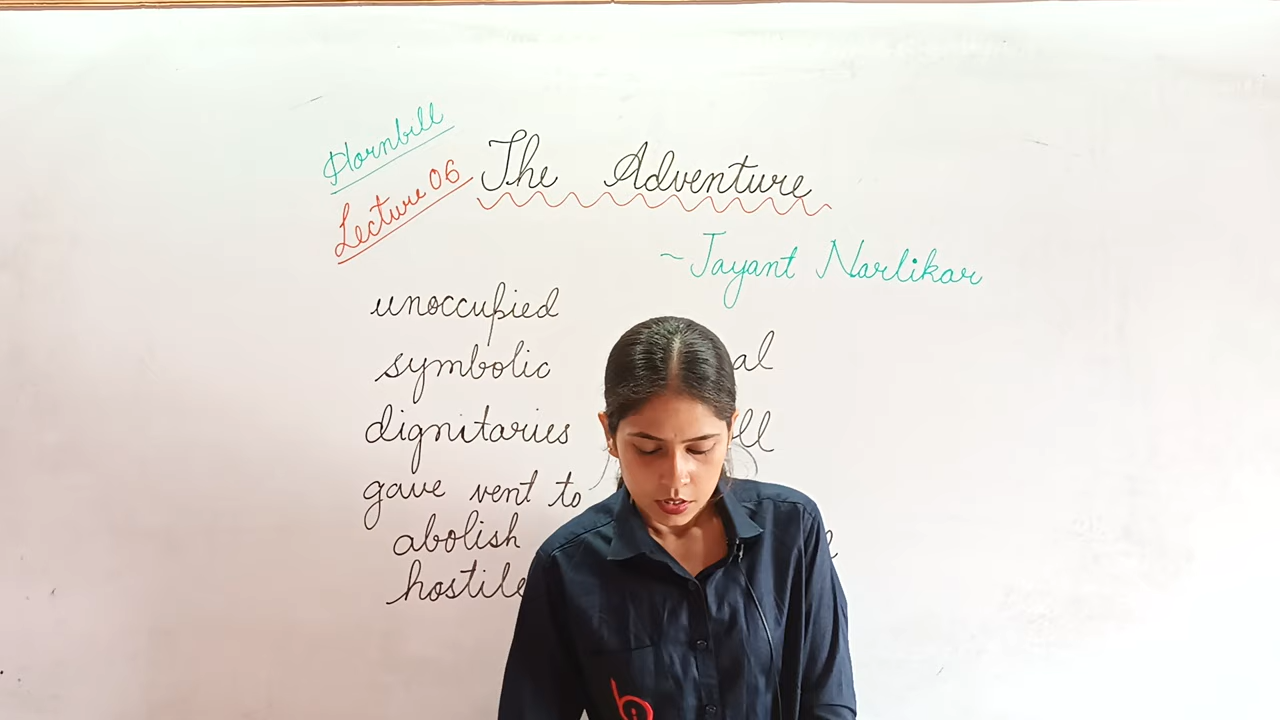 Hornbill
Lecture 06
The Adventure
~Jayant Narlikar
unoccupied
symbolic
dignitaries
gave vent to
abolish
hostile